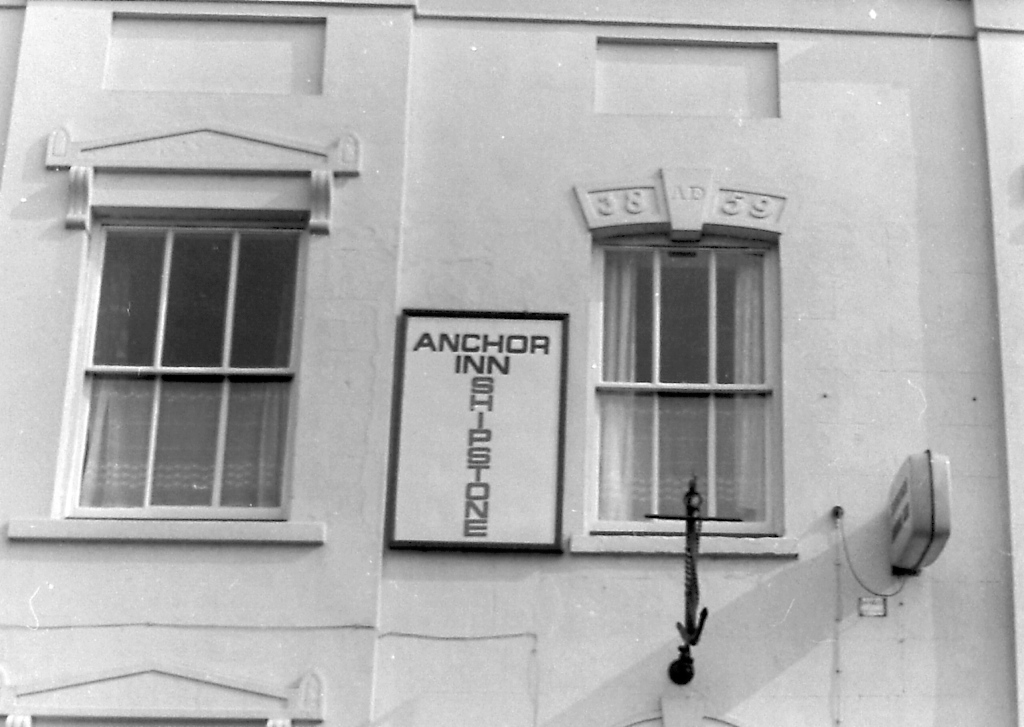 38 AD 59
ANCHOR
INN
SHIPSTONE